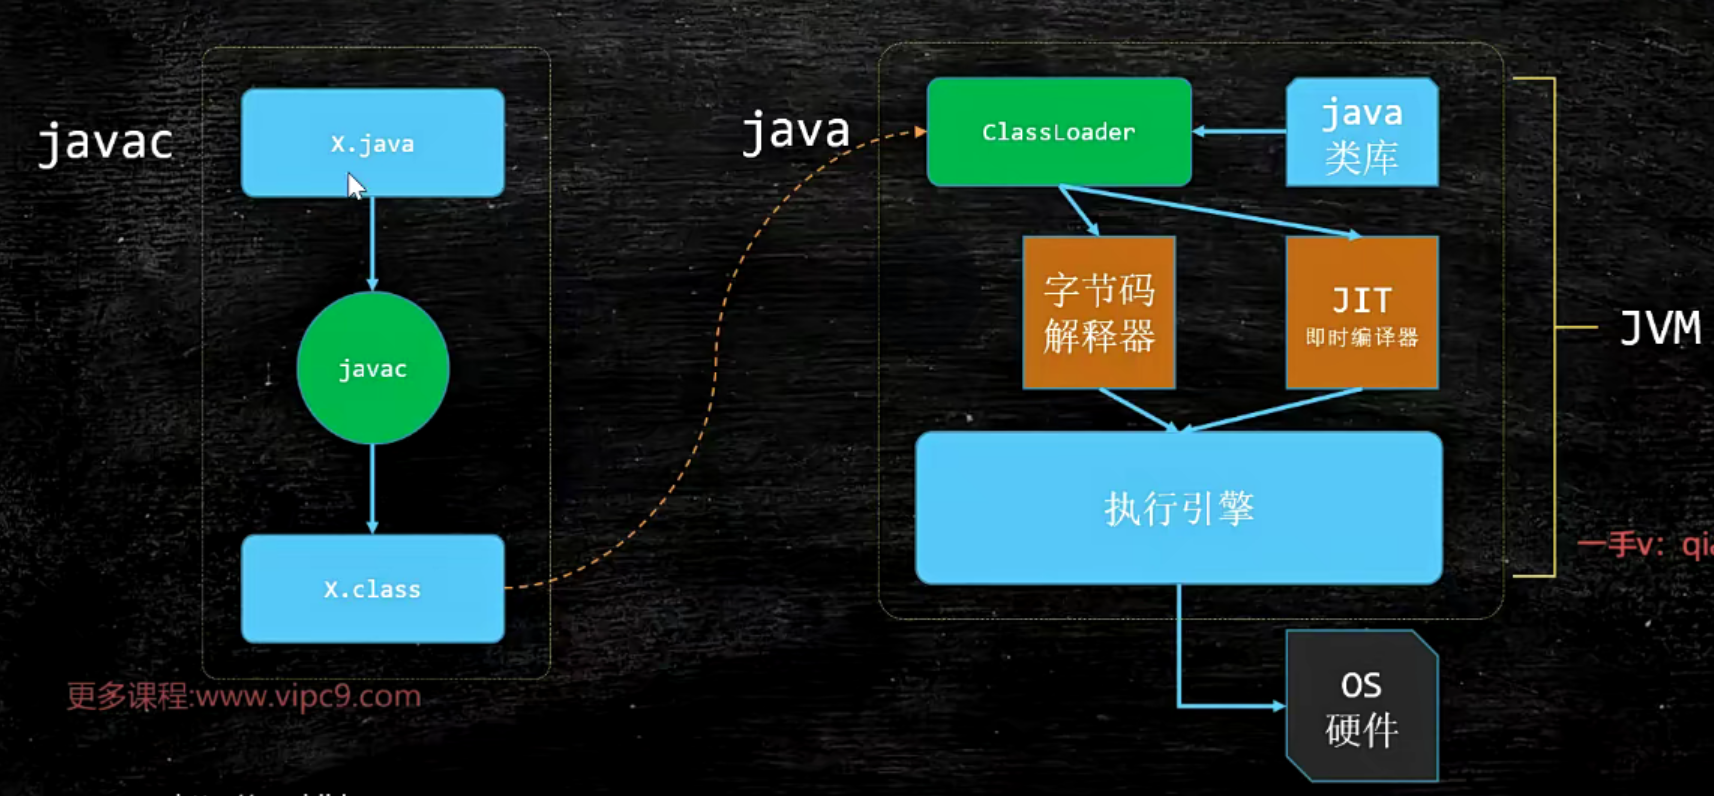 javac
X.java
javac
X.class
java
ClassLoader
java
类库
字节码
解释器
JIT
即时编译器
执行引擎
JVM
OS
硬件
一手v: qi
更多课程:www.vipc9.com